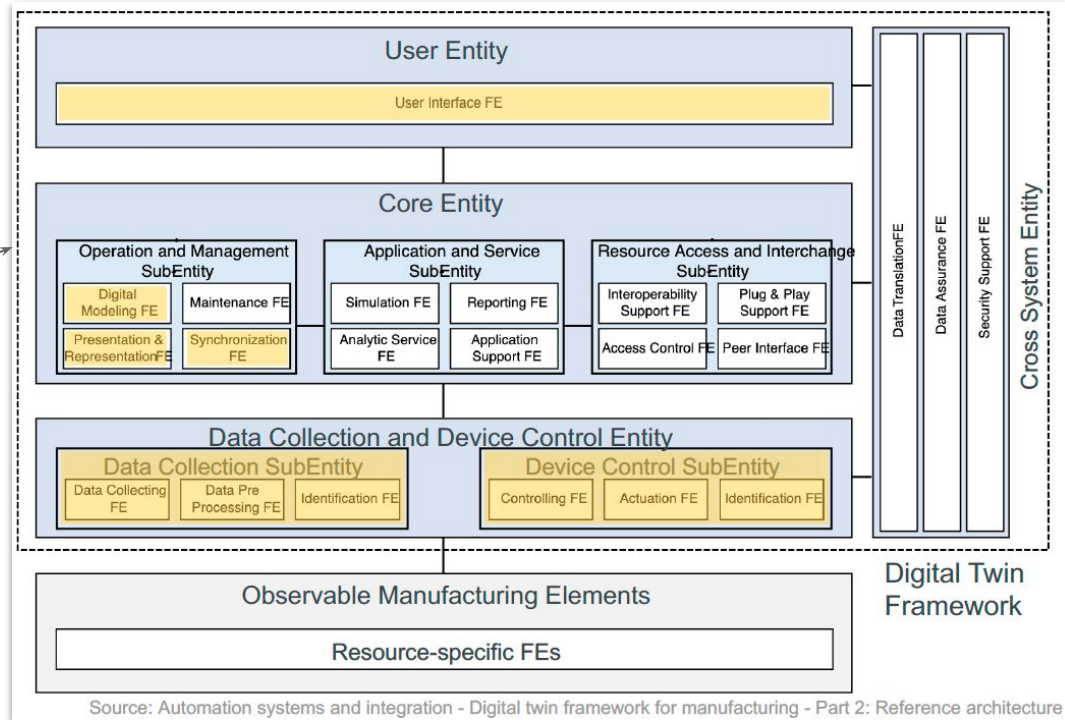 User Entity
User Interface FE
Core Entity
Operation and Management
SubEntity
Digital
Modeling FE
Maintenance FE
Presentation &
RepresentationFE
Synchronization
FE
Application and Service
SubEntity
Simulation FE
Reporting FE
Analytic Service
FE
Application
Support FE
Resource Access and Interchange
SubEntity
Interoperability
Support FE
Plug & Play
Support FE
Access Control FE
Peer Interface FE
Data Collection and Device Control Entity
Data Collection SubEntity
Data Collecting
FE
Data Pre
Processing FE
Identification FE
Device Control SubEntity
Controlling FE
Actuation FE
Identification FE
Data TranslationFE
Data Assurance FE
Security Support FE
Cross System Entity
Digital Twin
Framework
Observable Manufacturing Elements
Resource-specific FEs
Source: Automation systems and integration - Digital twin framework for manufacturing - Part 2: Reference architecture